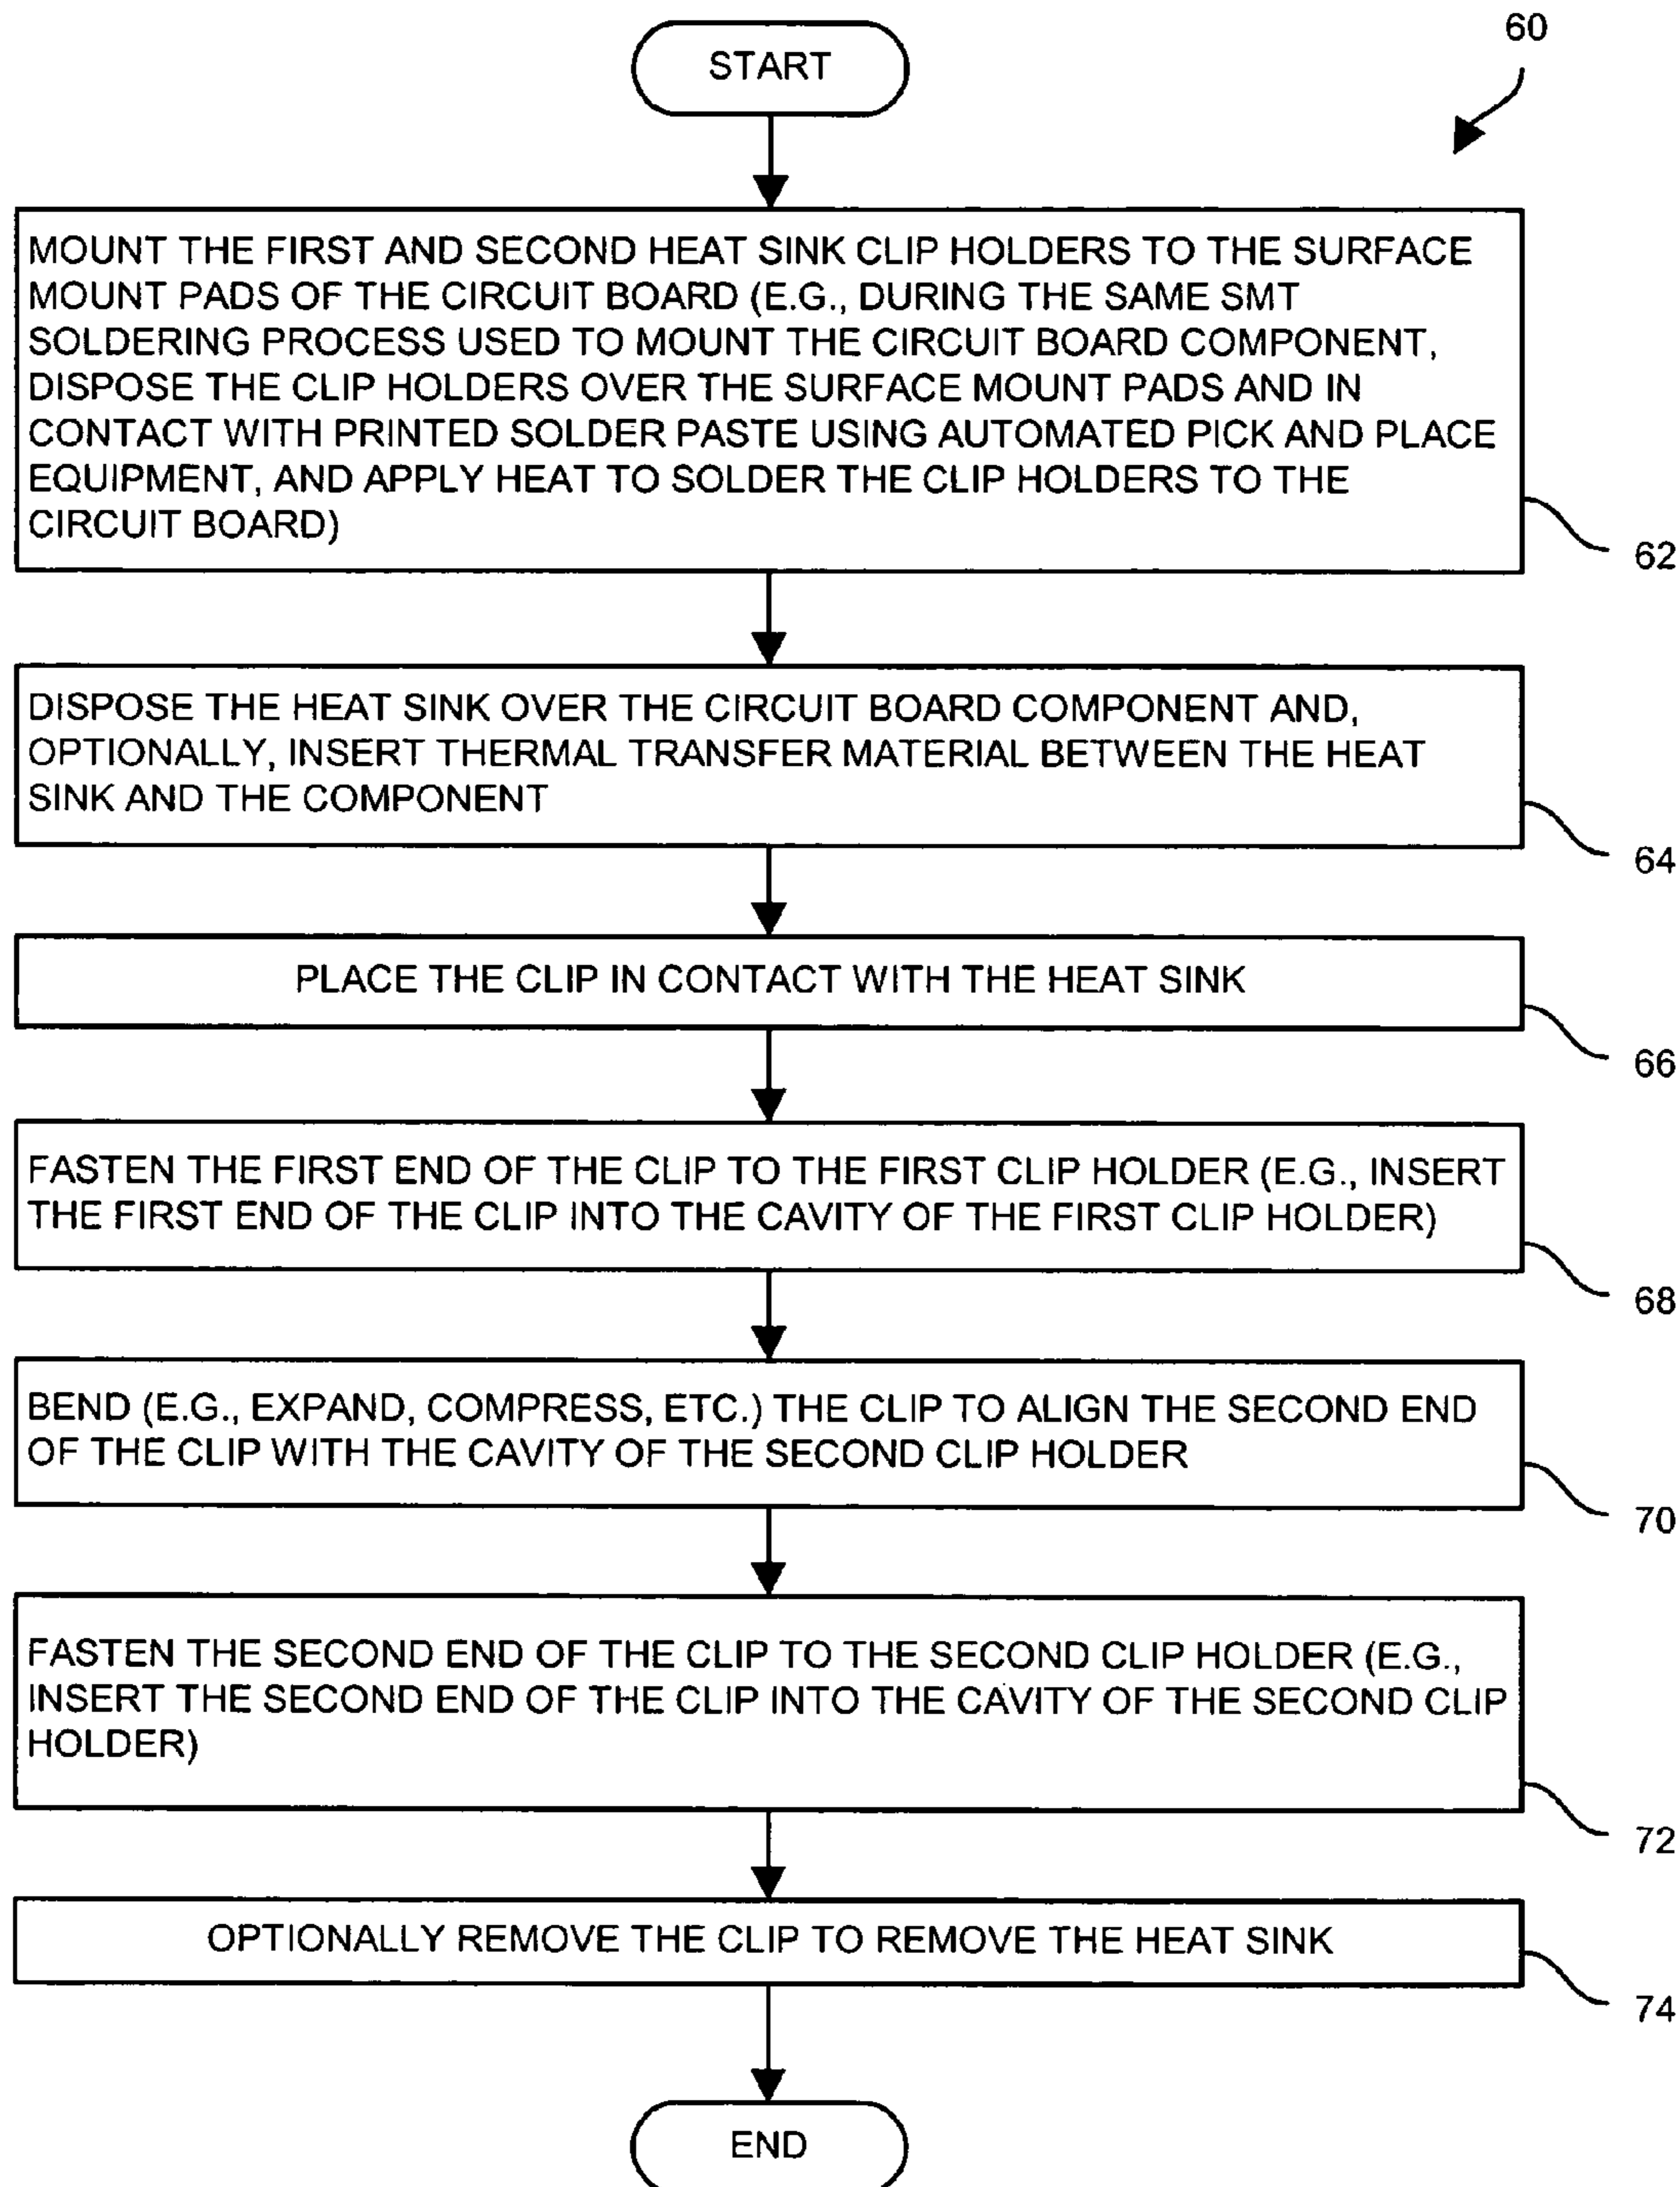 START
60
MOUNT THE FIRST AND SECOND HEAT SINK CLIP HOLDERS TO THE SURFACE
MOUNT PADS OF THE CIRCUIT BOARD (E.G., DURING THE SAME SMT
SOLDERING PROCESS USED TO MOUNT THE CIRCUIT BOARD COMPONENT,
DISPOSE THE CLIP HOLDERS OVER THE SURFACE MOUNT PADS AND IN
CONTACT WITH PRINTED SOLDER PASTE USING AUTOMATED PICK AND PLACE
EQUIPMENT, AND APPLY HEAT TO SOLDER THE CLIP HOLDERS TO THE
CIRCUIT BOARD)
62
DISPOSE THE HEAT SINK OVER THE CIRCUIT BOARD COMPONENT AND,
OPTIONALLY, INSERT THERMAL TRANSFER MATERIAL BETWEEN THE HEAT
SINK AND THE COMPONENT
64
PLACE THE CLIP IN CONTACT WITH THE HEAT SINK
66
FASTEN THE FIRST END OF THE CLIP TO THE FIRST CLIP HOLDER (E.G., INSERT
THE FIRST END OF THE CLIP INTO THE CAVITY OF THE FIRST CLIP HOLDER)
68
BEND (E.G., EXPAND, COMPRESS, ETC.) THE CLIP TO ALIGN THE SECOND END
OF THE CLIP WITH THE CAVITY OF THE SECOND CLIP HOLDER
70
FASTEN THE SECOND END OF THE CLIP TO THE SECOND CLIP HOLDER (E.G.,
INSERT THE SECOND END OF THE CLIP INTO THE CAVITY OF THE SECOND CLIP
HOLDER)
72
OPTIONALLY REMOVE THE CLIP TO REMOVE THE HEAT SINK
74
END